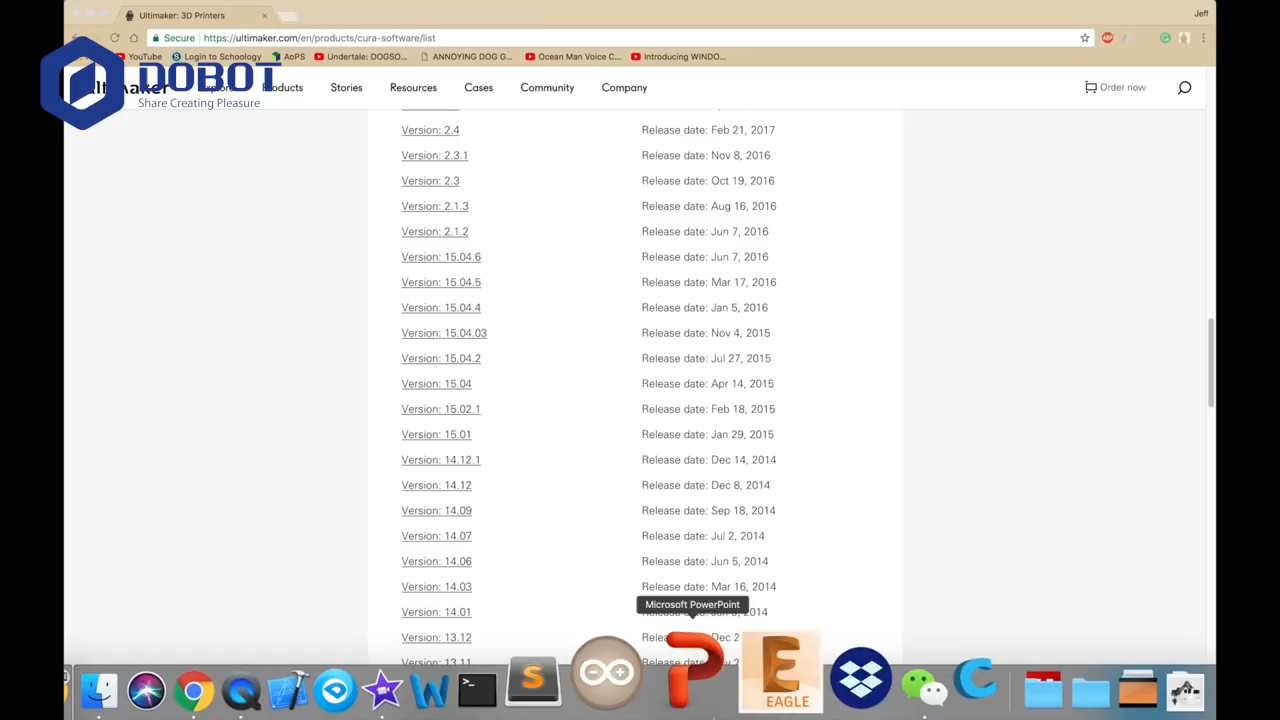 Ultimaker: 3D Printers
Jeff
Secure https://ultimaker.com/en/products/cura-software/list
YouTube Login to Schoology AoPS Undertale: DOGSO... ANNOYING DOG G... Ocean Man Voice C... Introducing WINDO...
DOBOT
Share Creating Pleasure
Products Stories Resources Cases Community Company Order now
Version: 2.4 Release date: Feb 21, 2017
Version: 2.3.1 Release date: Nov 8, 2016
Version: 2.3 Release date: Oct 19, 2016
Version: 2.1.3 Release date: Aug 16, 2016
Version: 2.1.2 Release date: Jun 7, 2016
Version: 15.04.6 Release date: Jun 7, 2016
Version: 15.04.5 Release date: Mar 17, 2016
Version: 15.04.4 Release date: Jan 5, 2016
Version: 15.04.03 Release date: Nov 4, 2015
Version: 15.04.2 Release date: Jul 27, 2015
Version: 15.04 Release date: Apr 14, 2015
Version: 15.02.1 Release date: Feb 18, 2015
Version: 15.01 Release date: Jan 29, 2015
Version: 14.12.1 Release date: Dec 14, 2014
Version: 14.12 Release date: Dec 8, 2014
Version: 14.09 Release date: Sep 18, 2014
Version: 14.07 Release date: Jul 2, 2014
Version: 14.06 Release date: Jun 5, 2014
Version: 14.03 Release date: Mar 16, 2014
Microsoft PowerPoint
Version: 14.01 2014
Version: 13.12 Dec 2
Version: 13.11
EAGLE